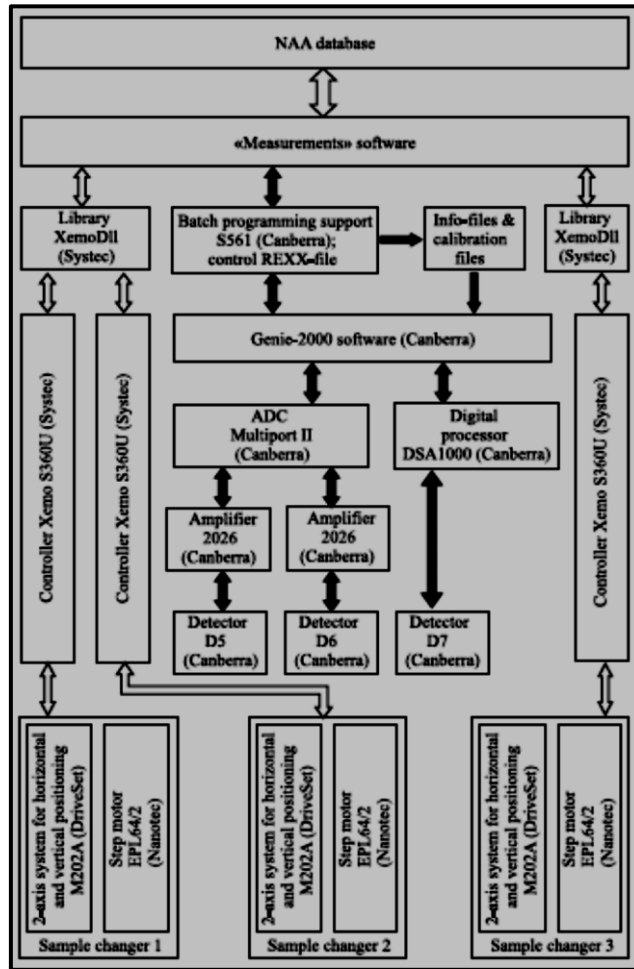 NAA database
«Measurements» software
Library
XemoDll
(Systec)
Batch programming support
S561 (Canberra);
control REXX-file
Info-files &
calibration
files
Library
XemoDll
(Systec)
Controller Xemo S360U (Systec)
Controller Xemo S360U (Systec)
Genie-2000 software (Canberra)
Controller Xemo S360U (Systec)
ADC
Multiport II
(Canberra)
Digital
processor
DSA1000 (Canberra)
Amplifier
2026
(Canberra)
Amplifier
2026
(Canberra)
Detector
D5
(Canberra)
Detector
D6
(Canberra)
Detector
D7
(Canberra)
2-axis system for horizontal
and vertical positioning
M202A (DriveSet)
Step motor
EPL64/2
(Nanotec)
Sample changer 1
2-axis system for horizontal
and vertical positioning
M202A (DriveSet)
Step motor
EPL64/2
(Nanotec)
Sample changer 2
2-axis system for horizontal
and vertical positioning
M202A (DriveSet)
Step motor
EPL64/2
(Nanotec)
Sample changer 3